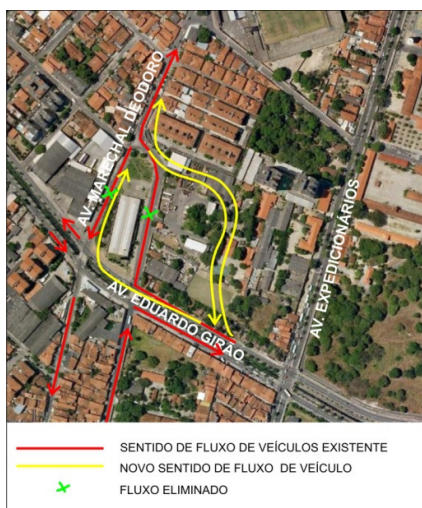 AV. MARECHAL DEODORO
AV. EXPEDICIONÁRIOS
AV. EDUARDO GIRÃO
SENTIDO DE FLUXO DE VEÍCULOS EXISTENTE
NOVO SENTIDO DE FLUXO DE VEÍCULO
FLUXO ELIMINADO